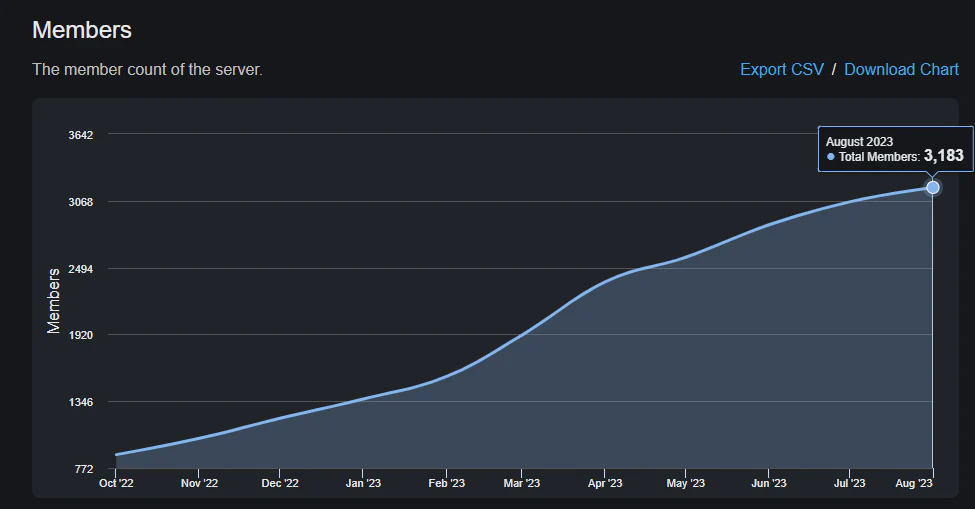 Members
The member count of the server.
Export CSV / Download Chart
3642
August 2023
Total Members: 3,183
3068
2494
Members
1920
1346
772
Oct '22 Nov '22 Dec '22 Jan '23 Feb '23 Mar '23 Apr '23 May '23 Jun '23 Jul '23 Aug '23